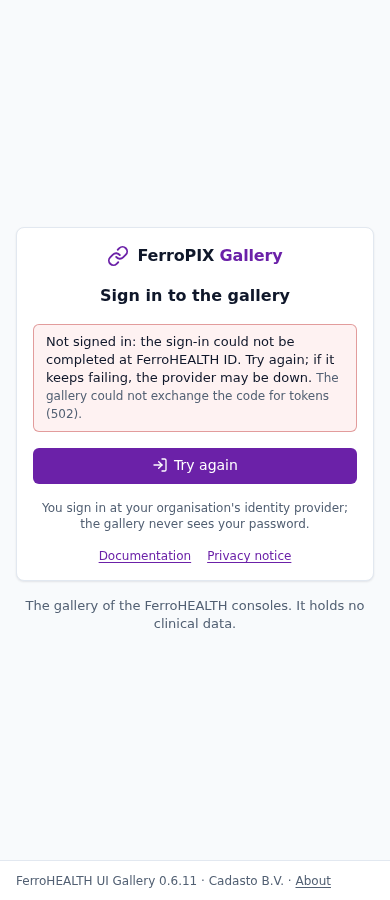 FerroPIX Gallery
Sign in to the gallery
Not signed in: the sign-in could not be
completed at FerroHEALTH ID. Try again; if it
keeps failing, the provider may be down. The
gallery could not exchange the code for tokens
(502).
Try again
You sign in at your organisation's identity provider;
the gallery never sees your password.
Documentation Privacy notice
The gallery of the FerroHEALTH consoles. It holds no
clinical data.
FerroHEALTH UI Gallery 0.6.11 · Cadasto B.V. · About